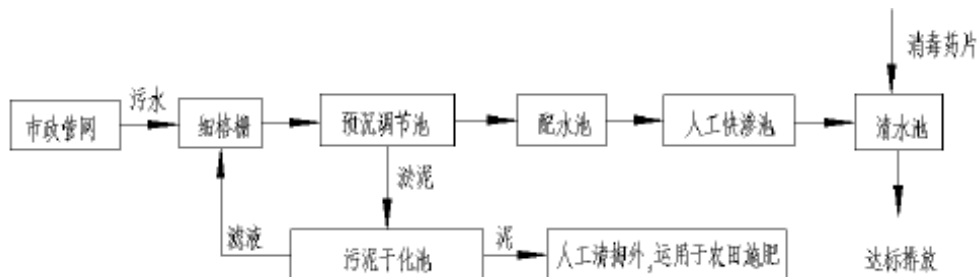 消毒药片
污水
市政管网
细格栅
预沉调节池
配水池
人工快渗池
清水池
淤泥
滤液
污泥干化池
泥
人工清掏外,运用于农田施肥
达标排放